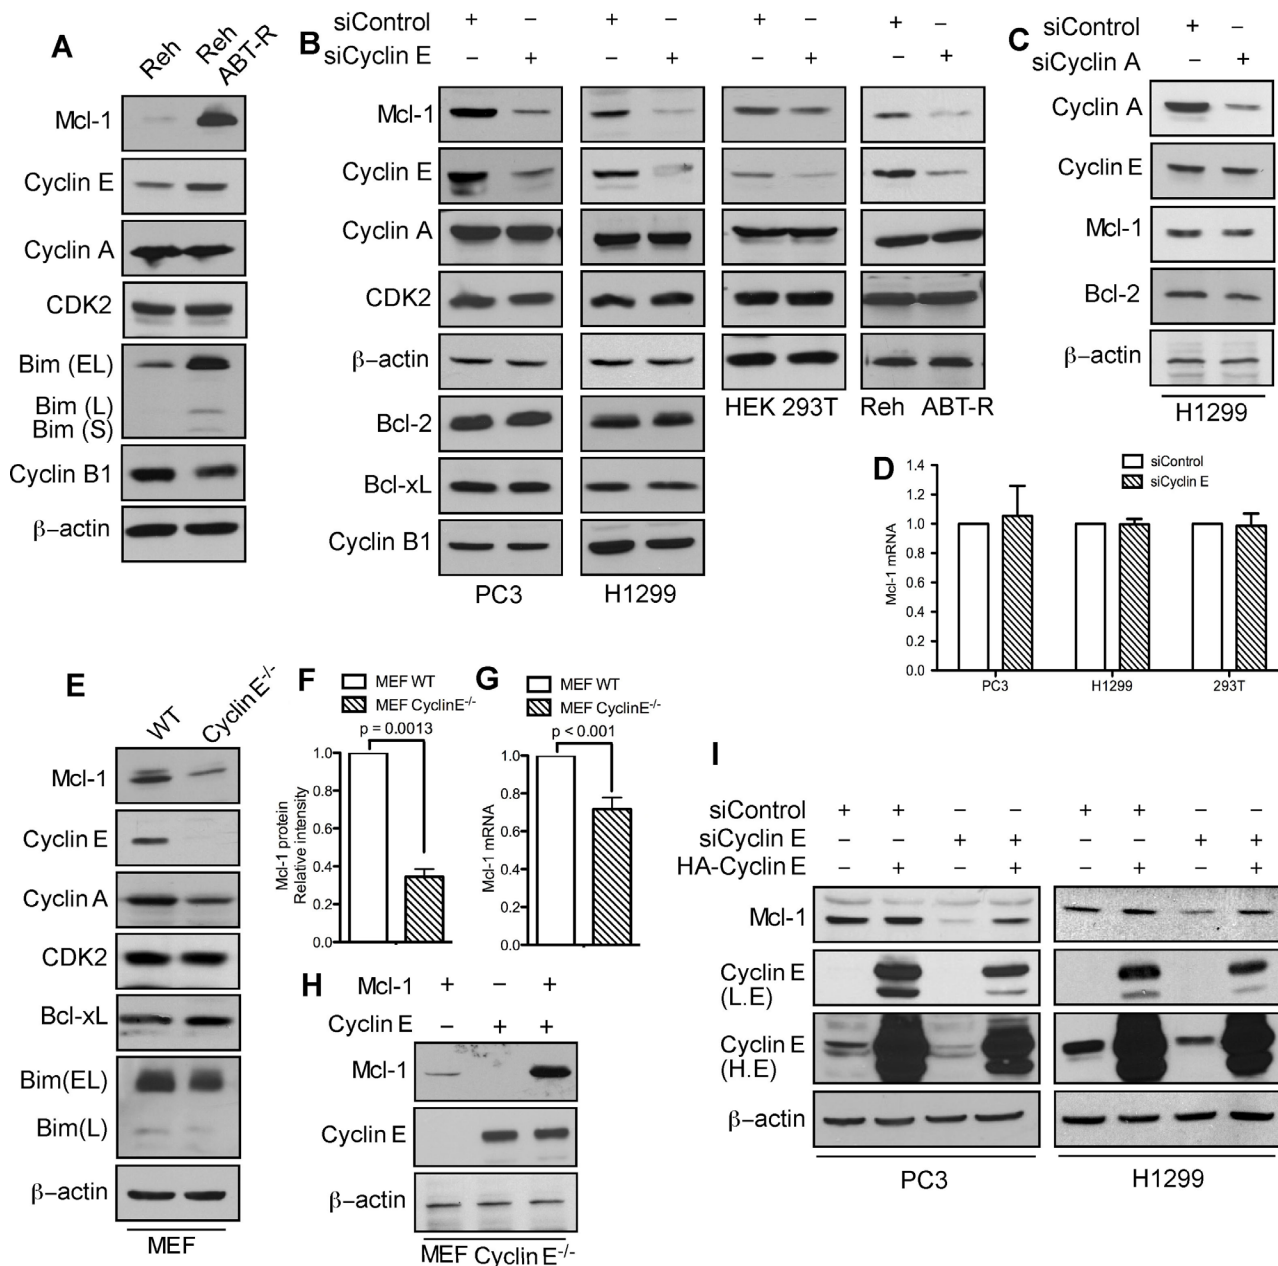 A
Reh
Reh
ABT-R
Mcl-1
Cyclin E
Cyclin A
CDK2
Bim (EL)
Bim (L)
Bim (S)
Cyclin B1
β–actin
B
siControl + – + – + – + –
siCyclin E – + – + – + – +
Mcl-1
Cyclin E
Cyclin A
CDK2
β–actin
HEK 293T
Reh ABT-R
Bcl-2
Bcl-xL
Cyclin B1
PC3
H1299
C
siControl + –
siCyclin A – +
Cyclin A
Cyclin E
Mcl-1
Bcl-2
β–actin
H1299
D
siControl
siCyclin E
Mcl-1 mRNA
1.4
1.2
1.0
0.8
0.6
0.4
0.2
0.0
PC3
H1299
293T
E
WT
CyclinE-/-
Mcl-1
Cyclin E
Cyclin A
CDK2
Bcl-xL
Bim(EL)
Bim(L)
β–actin
MEF
F
MEF WT
MEF CyclinE-/-
p = 0.0013
Mcl-1 protein
Relative intensity
1.0
0.8
0.6
0.4
0.2
0.0
G
MEF WT
MEF CyclinE-/-
p < 0.001
Mcl-1 mRNA
1.0
0.8
0.6
0.4
0.2
0.0
H
Mcl-1 + – +
Cyclin E – + +
Mcl-1
Cyclin E
β–actin
MEF Cyclin E-/-
I
siControl + + – – + + – –
siCyclin E – – + + – – + +
HA-Cyclin E – + – + – + – +
Mcl-1
Cyclin E
(L.E)
Cyclin E
(H.E)
β–actin
PC3
H1299